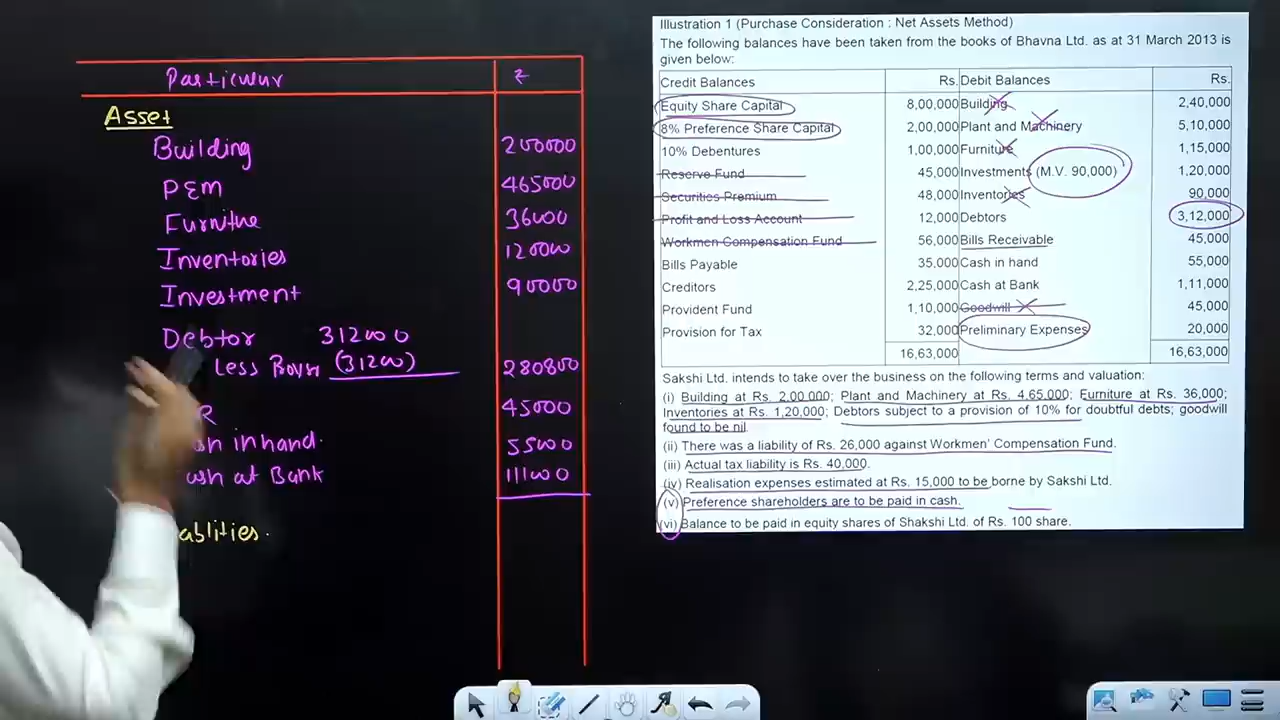 Particular ₹
Asset
Building 200000
P&M 465000
Furniture 36000
Inventories 120000
Investment 90000
Debtor 312000
Less (31200) 280800
R 45000
sh in hand. 55000
ash at Bank 111000
ablities.
Illustration 1 (Purchase Consideration : Net Assets Method)
The following balances have been taken from the books of Bhavna Ltd. as at 31 March 2013 is
given below:
Credit Balances Rs. Debit Balances Rs.
Equity Share Capital 8,00,000 Building 2,40,000
8% Preference Share Capital 2,00,000 Plant and Machinery 5,10,000
10% Debentures 1,00,000 Furniture 1,15,000
Reserve Fund 45,000 Investments (M.V. 90,000) 1,20,000
Securities Premium 48,000 Inventories 90,000
Profit and Loss Account 12,000 Debtors 3,12,000
Workmen Compensation Fund 56,000 Bills Receivable 45,000
Bills Payable 35,000 Cash in hand 55,000
Creditors 2,25,000 Cash at Bank 1,11,000
Provident Fund 1,10,000 Goodwill 45,000
Provision for Tax 32,000 Preliminary Expenses 20,000
16,63,000 16,63,000
Sakshi Ltd. intends to take over the business on the following terms and valuation:
(i) Building at Rs. 2,00,000; Plant and Machinery at Rs. 4,65,000; Furniture at Rs. 36,000;
Inventories at Rs. 1,20,000; Debtors subject to a provision of 10% for doubtful debts; goodwill
found to be nil.
(ii) There was a liability of Rs. 26,000 against Workmen' Compensation Fund.
(iii) Actual tax liability is Rs. 40,000.
(iv) Realisation expenses estimated at Rs. 15,000 to be borne by Sakshi Ltd.
(v) Preference shareholders are to be paid in cash.
(vi) Balance to be paid in equity shares of Shakshi Ltd. of Rs. 100 share.